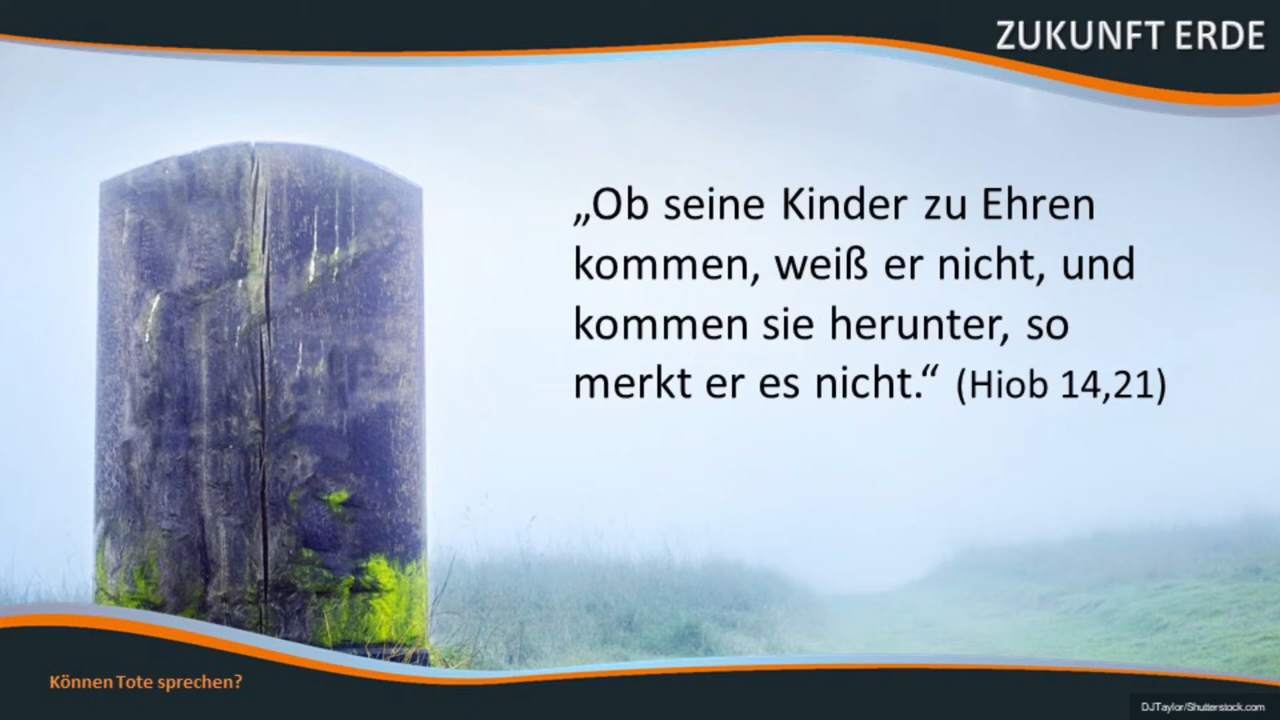 ZUKUNFT ERDE
„Ob seine Kinder zu Ehren
kommen, weiß er nicht, und
kommen sie herunter, so
merkt er es nicht.“ (Hiob 14,21)
Können Tote sprechen?
DJTaylor/Shutterstock.com